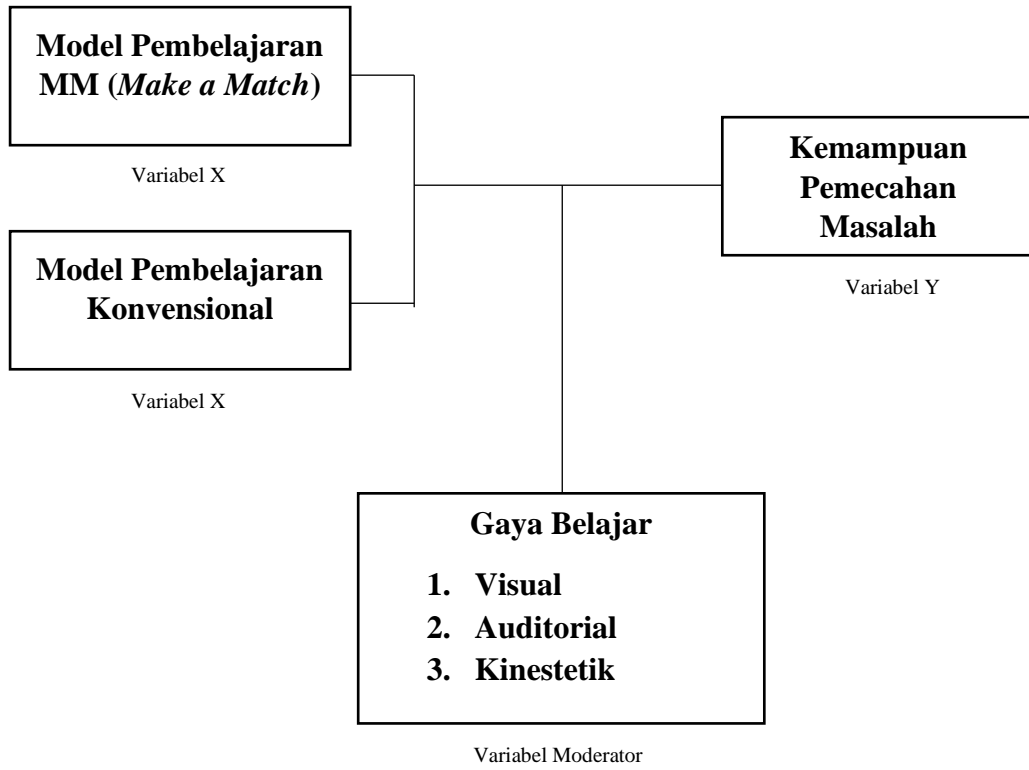 Model Pembelajaran
MM (Make a Match)
Variabel X
Model Pembelajaran
Konvensional
Variabel X
Kemampuan
Pemecahan
Masalah
Variabel Y
Gaya Belajar
1. Visual
2. Auditorial
3. Kinestetik
Variabel Moderator